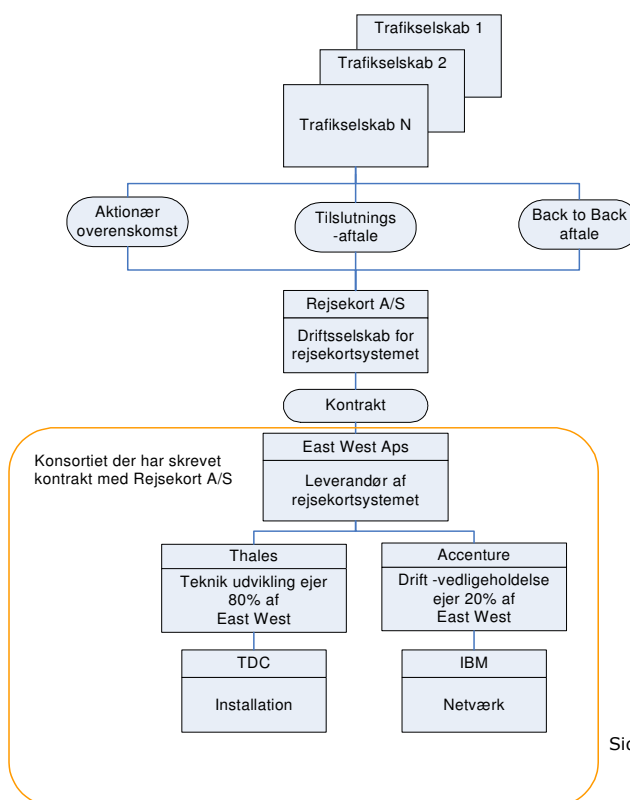 Trafikselskab 1
Trafikselskab 2
Trafikselskab N
Aktionær
overenskomst
Tilslutnings
-aftale
Back to Back
aftale
Rejsekort A/S
Driftsselskab for
rejsekortsystemet
Kontrakt
Konsortiet der har skrevet
kontrakt med Rejsekort A/S
East West Aps
Leverandør af
rejsekortsystemet
Thales
Teknik udvikling ejer
80% af
East West
Accenture
Drift -vedligeholdelse
ejer 20% af
East West
TDC
Installation
IBM
Netværk